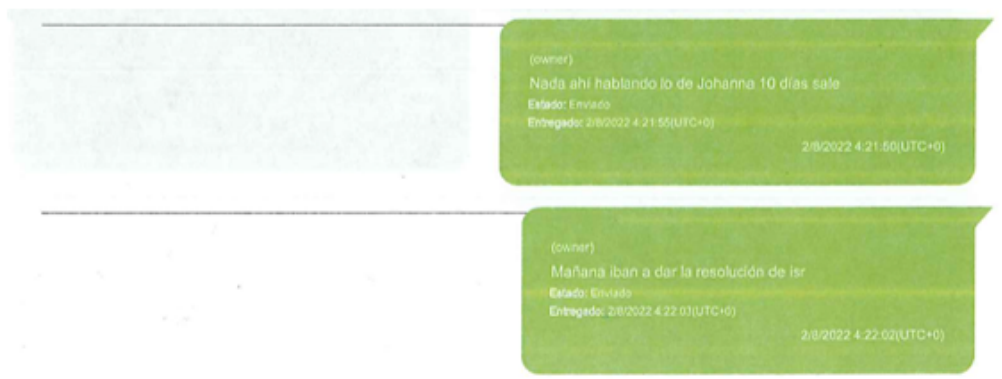 (owner)
Nada ahí hablando lo de Johanna 10 días sale
Estado: Enviado
Entregado: 2/8/2022 4:21:55(UTC+0)
2/8/2022 4:21:50(UTC+0)
(owner)
Mañana iban a dar la resolución de isr
Estado: Enviado
Entregado: 2/8/2022 4:22:03(UTC+0)
2/8/2022 4:22:02(UTC+0)